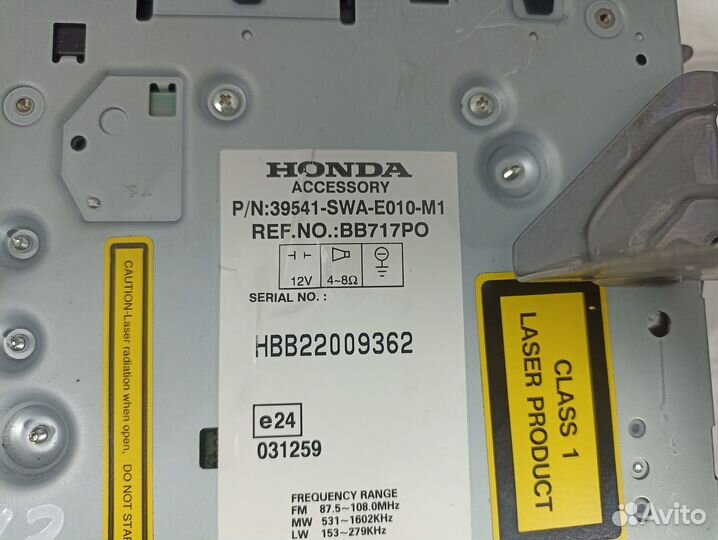 HONDA
ACCESSORY
P/N:39541-SWA-E010-M1
REF.NO.:BB717PO
12V 4~8Ω
SERIAL NO. :
HBB22009362
e24
031259
FREQUENCY RANGE
FM 87.5~108.0MHz
MW 531~1602KHz
LW 153~279KHz
CAUTION-Laser
radiation when open,
DO NOT STAR
CLASS 1
LASER PRODUCT
Avito